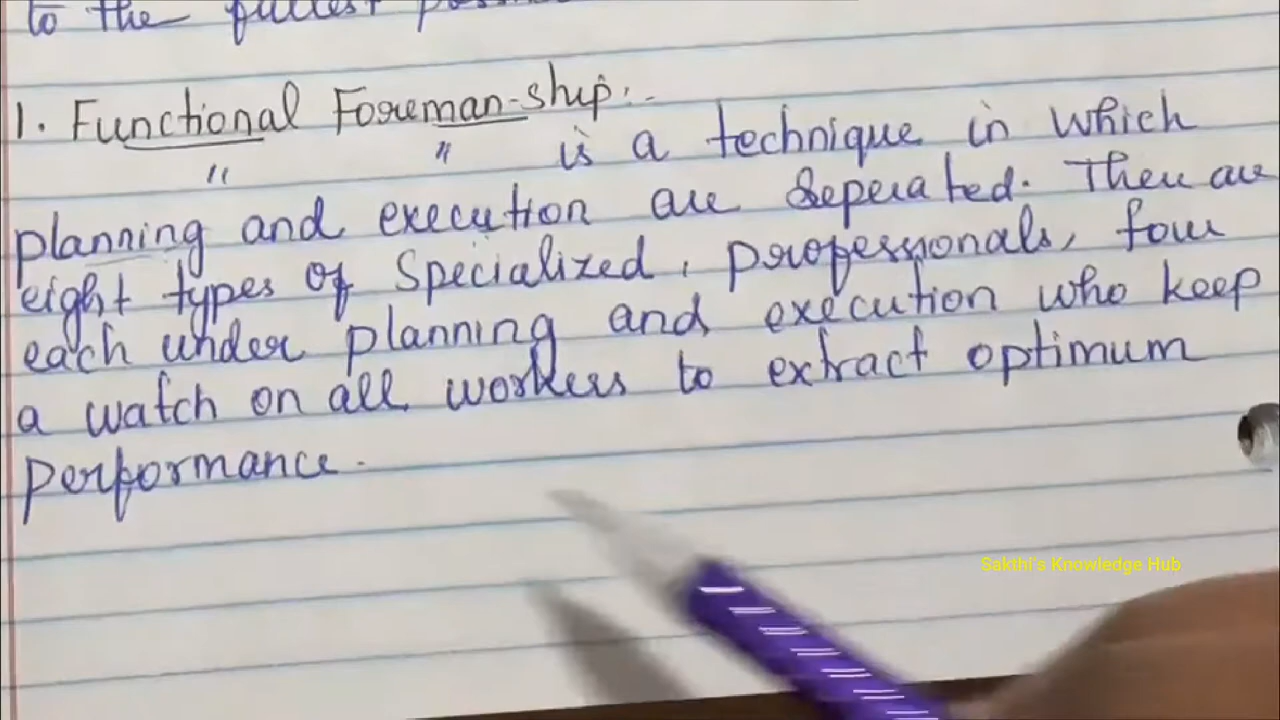 to the fullest
1. Functional Foreman-ship:-
" " is a technique in which
planning and execution are Seperated. There are
eight types of Specialized, professionals, four
each under planning and execution who keep
a watch on all workers to extract optimum
performance.
Sakthi's Knowledge Hub